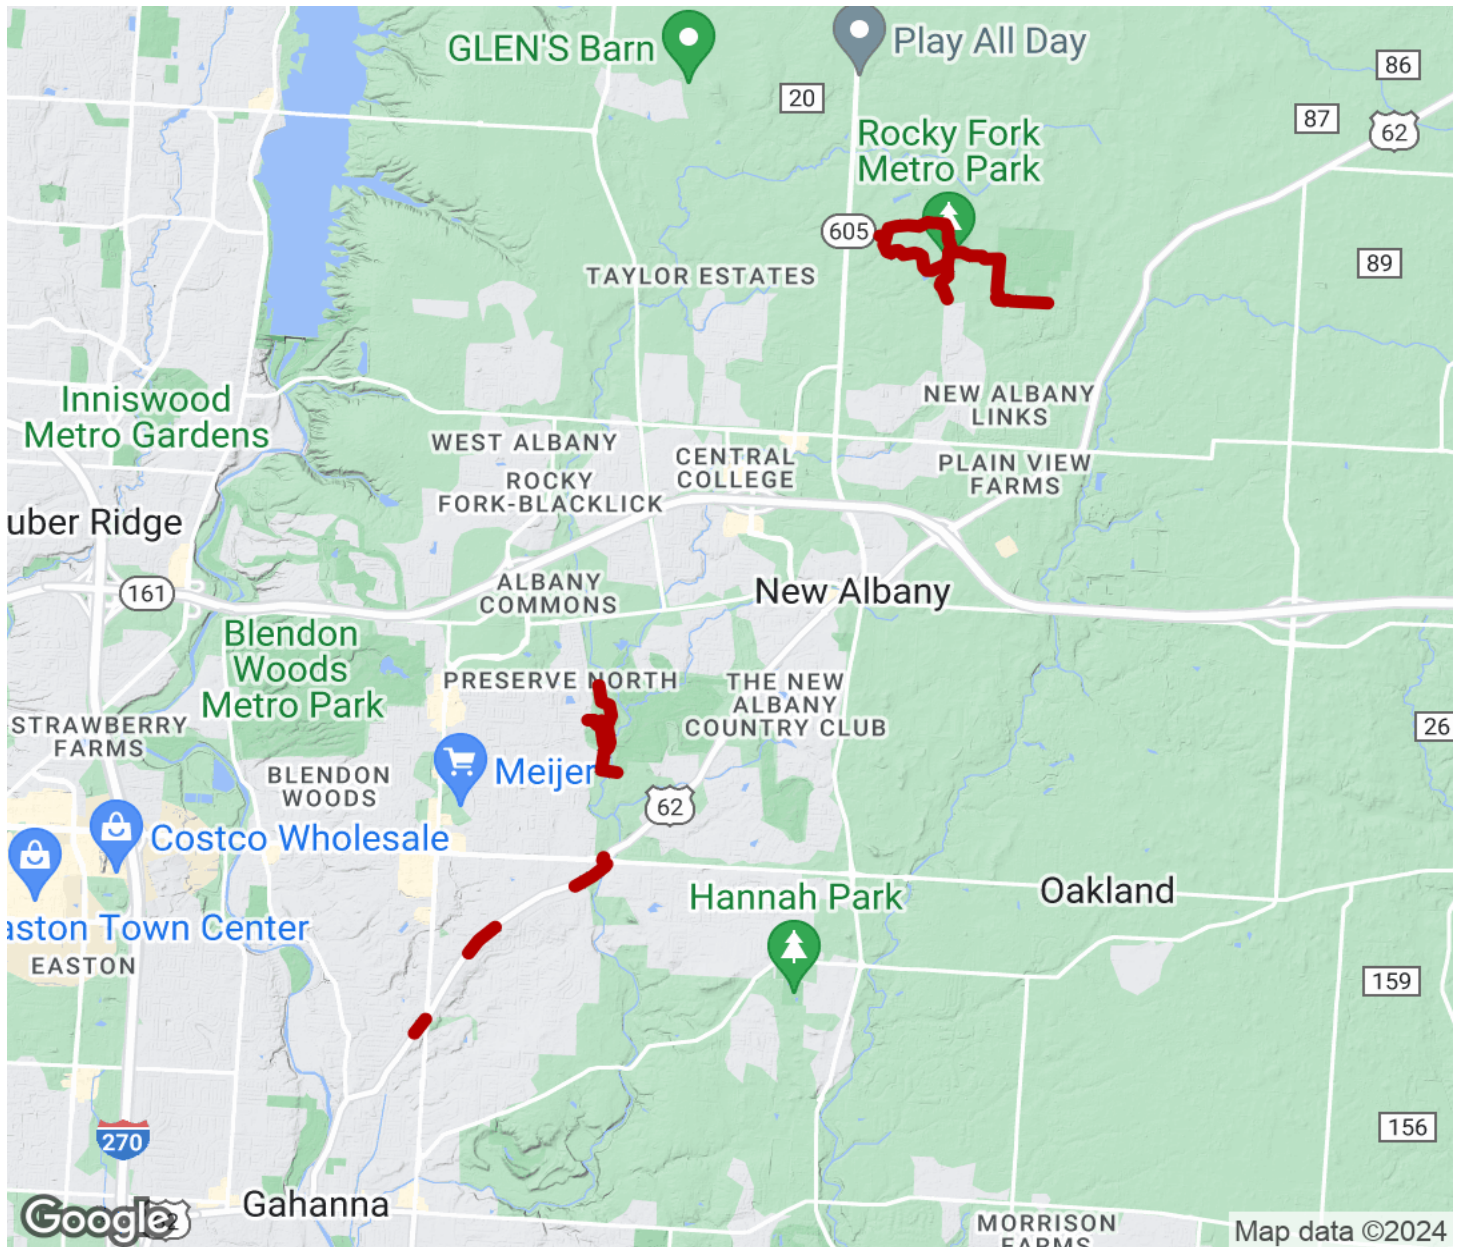 GLEN'S Barn
Play All Day
86
20
87
62
Rocky Fork
Metro Park
605
89
TAYLOR ESTATES
Inniswood
Metro Gardens
NEW ALBANY
LINKS
WEST ALBANY
CENTRAL
COLLEGE
PLAIN VIEW
FARMS
ROCKY
FORK-BLACKLICK
uber Ridge
161
ALBANY
COMMONS
New Albany
Blendon
Woods
Metro Park
PRESERVE NORTH
THE NEW
ALBANY
COUNTRY CLUB
STRAWBERRY
FARMS
26
BLENDON
WOODS
Meijer
62
Costco Wholesale
Hannah Park
Oakland
aston Town Center
EASTON
159
270
156
Gahanna
Google
62
MORRISON
FARMS
Map data ©2024